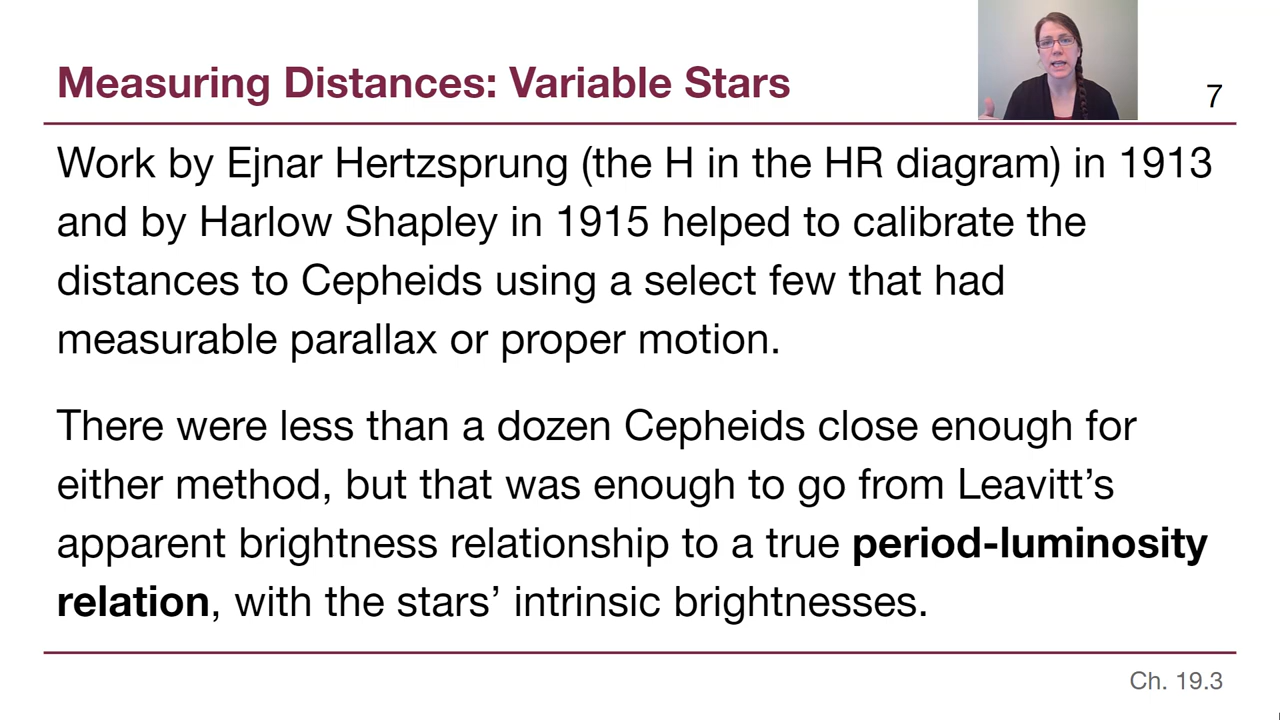 Measuring Distances: Variable Stars
7
Work by Ejnar Hertzsprung (the H in the HR diagram) in 1913
and by Harlow Shapley in 1915 helped to calibrate the
distances to Cepheids using a select few that had
measurable parallax or proper motion.
There were less than a dozen Cepheids close enough for
either method, but that was enough to go from Leavitt’s
apparent brightness relationship to a true period-luminosity
relation, with the stars’ intrinsic brightnesses.
Ch. 19.3